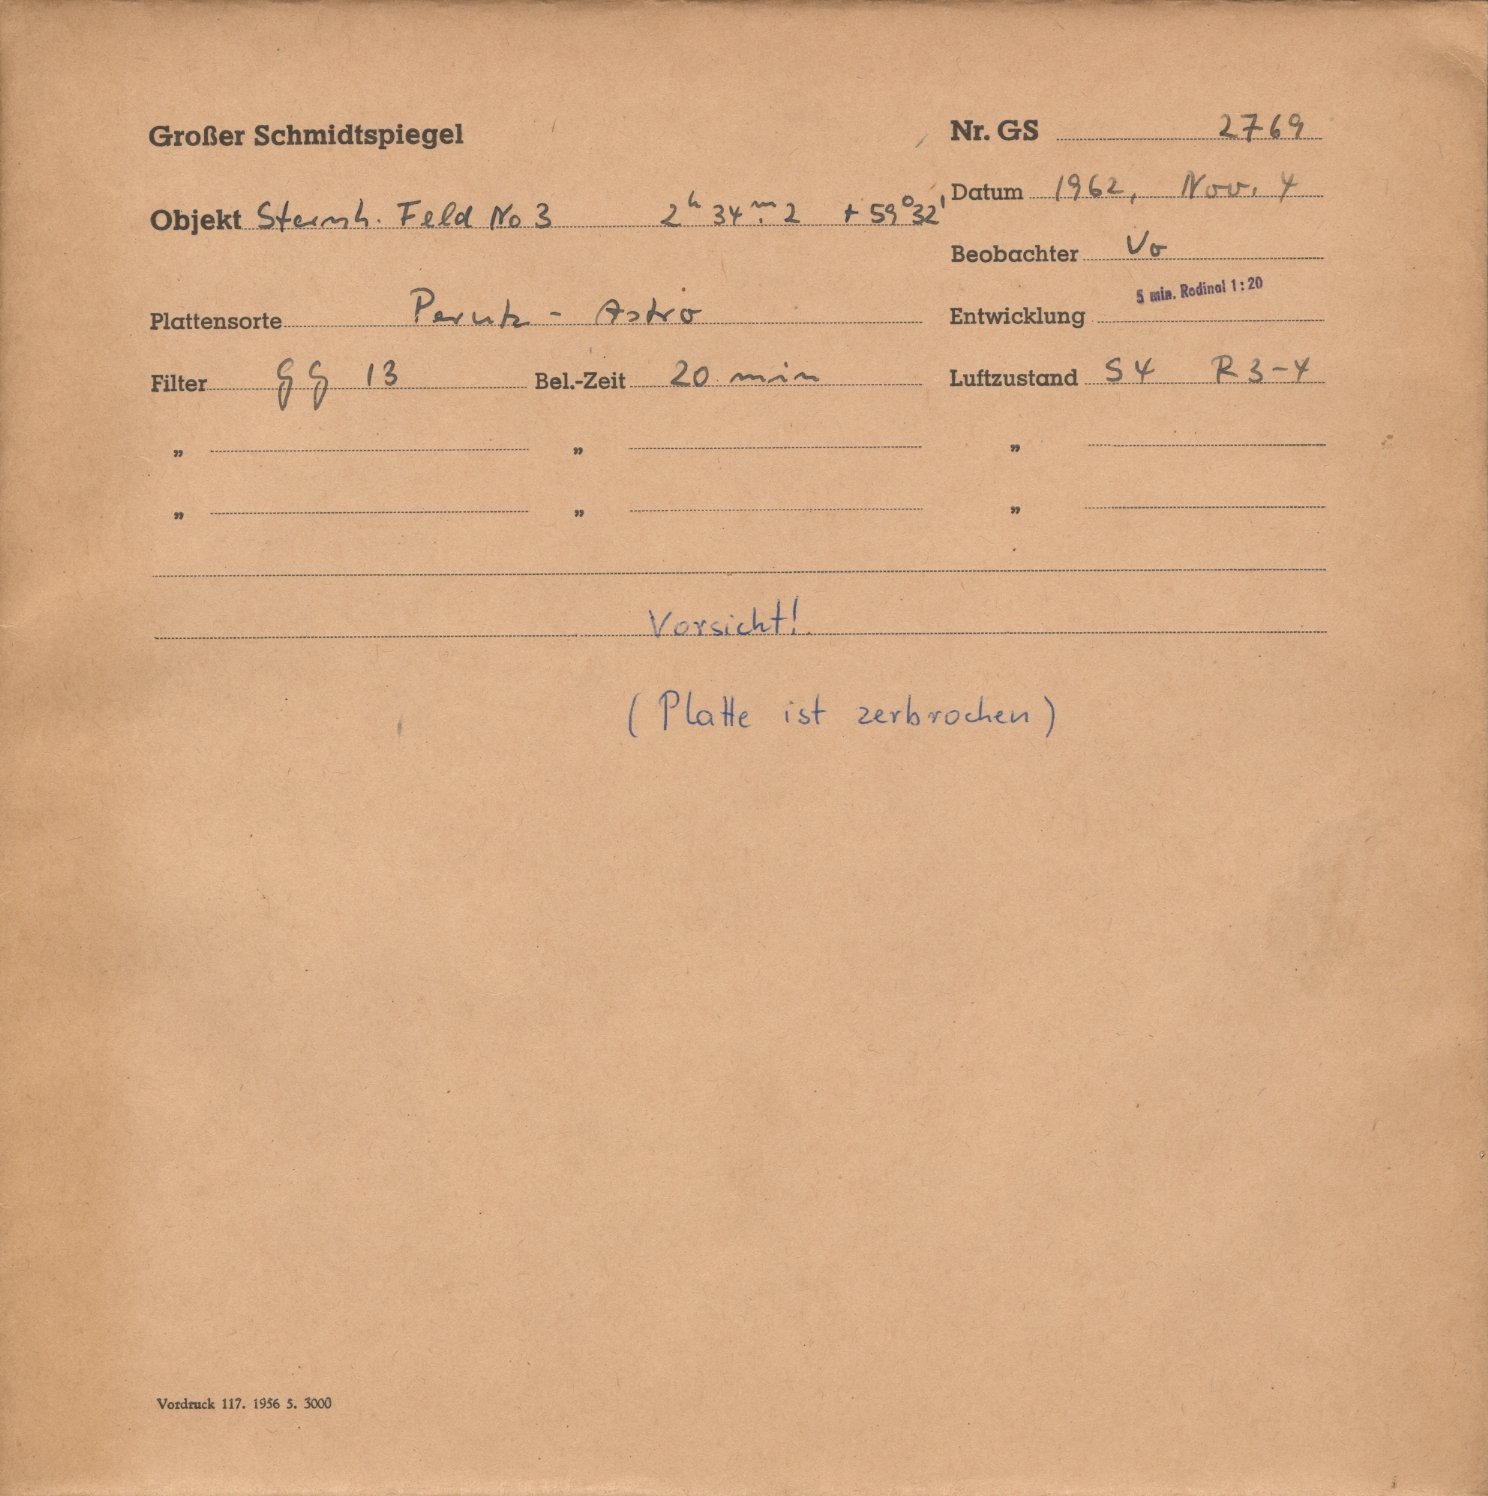 Großer Schmidtspiegel
Nr. GS 2769
Objekt Sternh. Feld No 3 2ʰ 34ᵐ.2 + 59°32'
Datum 1962, Nov. 4
Beobachter Vo
Plattensorte Perutz - Astro
Entwicklung 5 min. Rodinal 1:20
Filter GG 13 Bel.-Zeit 20 min Luftzustand S 4 R 3-4
„ „ „
„ „ „
Vorsicht!
(Platte ist zerbrochen)
Vordruck 117. 1956 5. 3000